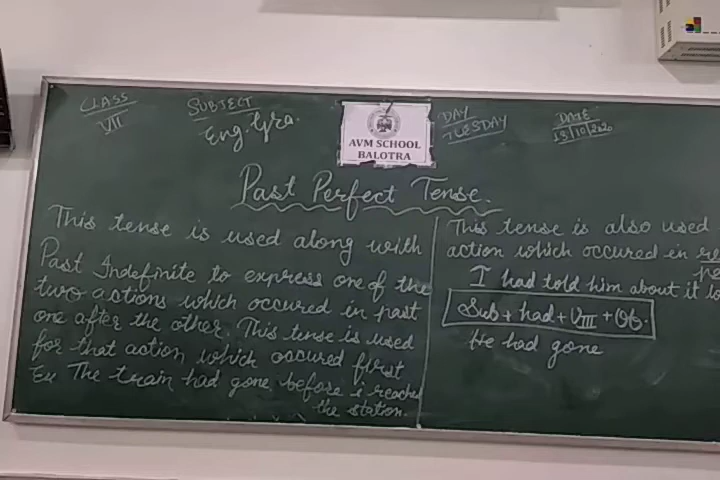 CLASS
VII
SUBJECT
Eng. Gra.
AVM SCHOOL
BALOTRA
DAY
TUESDAY
DATE
13/10/2020
Past Perfect Tense.
This tense is used along with
Past Indefinite to express one of the
two actions which occured in past
one after the other. This tense is used
for that action which occured first
Ex The train had gone before i reache
the station.
This tense is also used
action which occured in re
I had told him about it
Sub + had + VIII + Ob.
He had gone